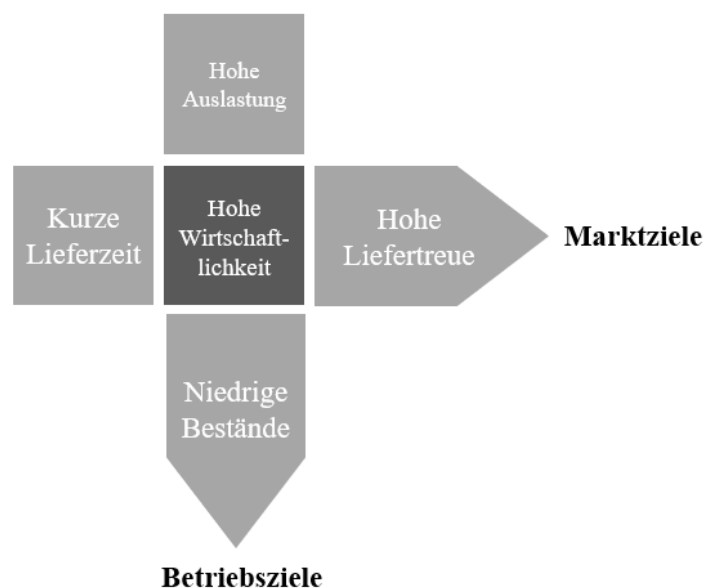 Hohe
Auslastung
Kurze
Lieferzeit
Hohe
Wirtschaft-
lichkeit
Hohe
Liefertreue
Marktziele
Niedrige
Bestände
Betriebsziele